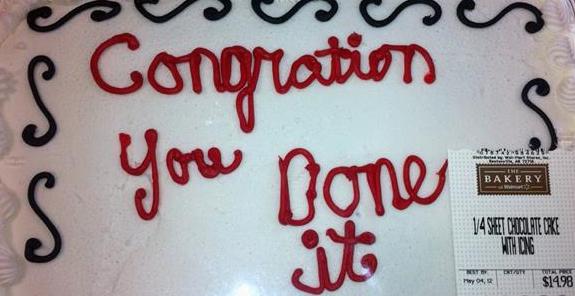 Congration
You Done
it
Distributed by: Wal-Mart Stores, Inc.
Bentonville, AR 72716
THE
BAKERY
at Walmart
1/4 SHEET CHOCOLATE CAKE
WITH ICING
BEST BY CNT/QTY TOTAL PRICE
May 04, 12 $14.98